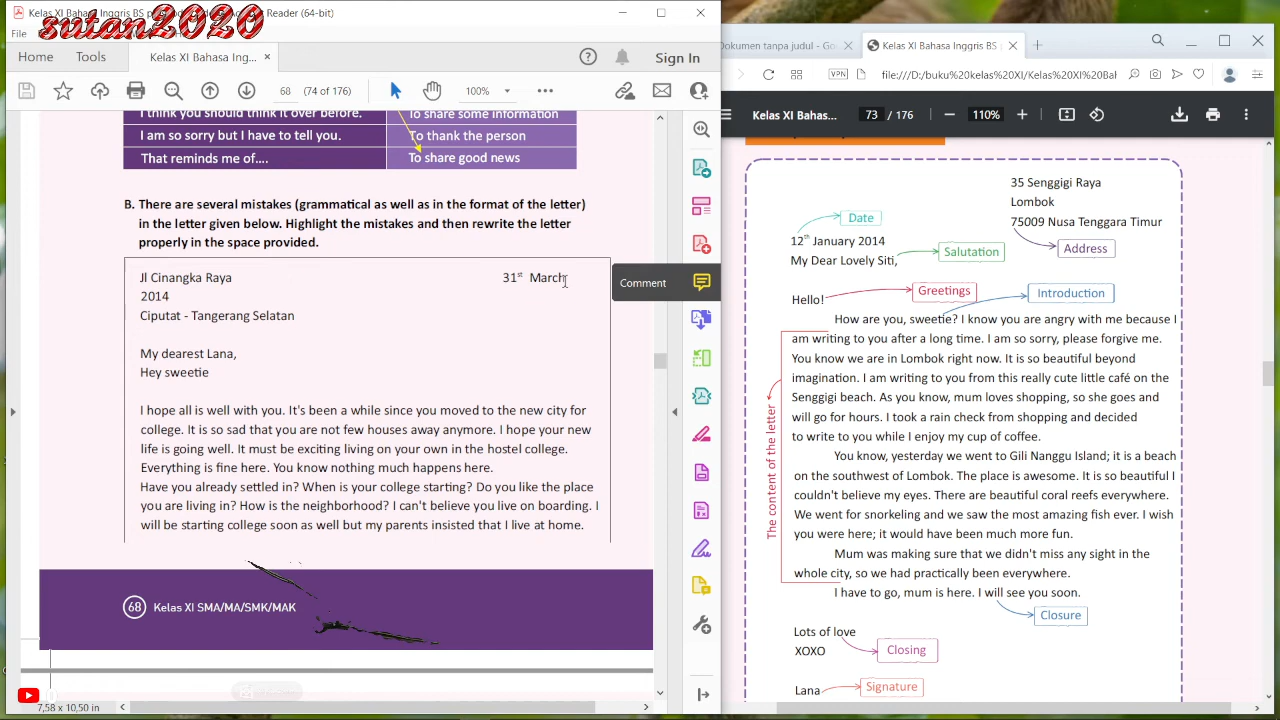 Kelas XI Bahasa Inggris BS p
Reader (64-bit)
sutan2020
File
Home
Tools
Kelas XI Bahasa Ing...
Sign In
68
(74 of 176)
100%
I think you should think it over before.
To share some information
I am so sorry but I have to tell you.
To thank the person
That reminds me of....
To share good news
B. There are several mistakes (grammatical as well as in the format of the letter)
in the letter given below. Highlight the mistakes and then rewrite the letter
properly in the space provided.
Jl Cinangka Raya
31st March
2014
Ciputat - Tangerang Selatan
My dearest Lana,
Hey sweetie
I hope all is well with you. It's been a while since you moved to the new city for
college. It is so sad that you are not few houses away anymore. I hope your new
life is going well. It must be exciting living on your own in the hostel college.
Everything is fine here. You know nothing much happens here.
Have you already settled in? When is your college starting? Do you like the place
you are living in? How is the neighborhood? I can't believe you live on boarding. I
will be starting college soon as well but my parents insisted that I live at home.
68 Kelas XI SMA/MA/SMK/MAK
7,58 x 10,50 in
Comment
Dokumen tanpa judul - Go
Kelas XI Bahasa Inggris BS p
VPN
file:///D:/buku%20kelas%20XI/Kelas%20XI%20Bah
Kelas XI Bahas...
73 / 176
110%
35 Senggigi Raya
Lombok
75009 Nusa Tenggara Timur
Date
Address
12th January 2014
Salutation
My Dear Lovely Siti,
Greetings
Introduction
Hello!
How are you, sweetie? I know you are angry with me because I
am writing to you after a long time. I am so sorry, please forgive me.
You know we are in Lombok right now. It is so beautiful beyond
imagination. I am writing to you from this really cute little café on the
Senggigi beach. As you know, mum loves shopping, so she goes and
will go for hours. I took a rain check from shopping and decided
to write to you while I enjoy my cup of coffee.
You know, yesterday we went to Gili Nanggu Island; it is a beach
on the southwest of Lombok. The place is awesome. It is so beautiful I
couldn't believe my eyes. There are beautiful coral reefs everywhere.
We went for snorkeling and we saw the most amazing fish ever. I wish
you were here; it would have been much more fun.
Mum was making sure that we didn't miss any sight in the
whole city, so we had practically been everywhere.
I have to go, mum is here. I will see you soon.
The content of the letter
Closure
Lots of love
XOXO
Closing
Lana
Signature